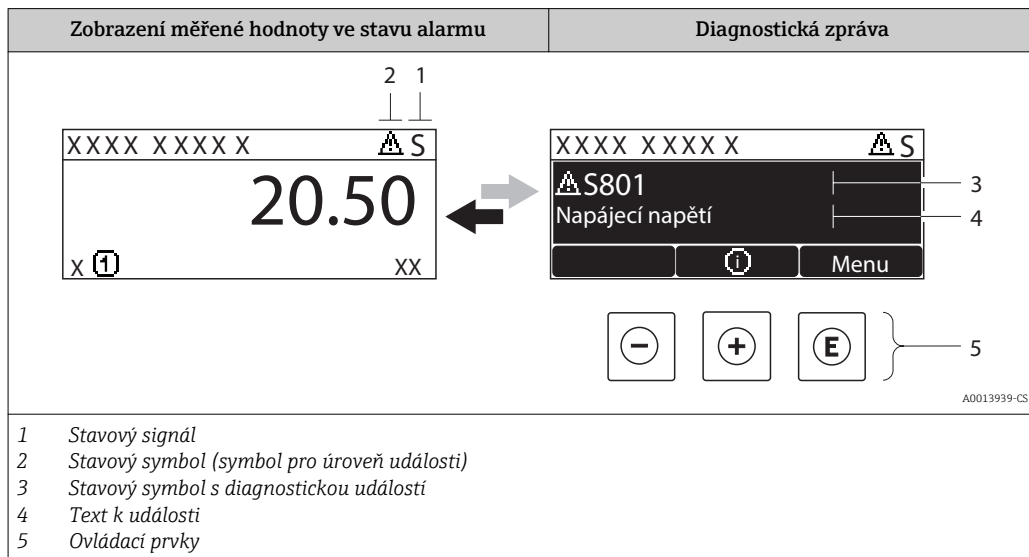 Zobrazení měřené hodnoty ve stavu alarmu Diagnostická zpráva
2 1
XXXX XXXX X S
20.50
X 1 XX
XXXX XXXX X S
S801 3
Napájecí napětí 4
i Menu
- + E 5
A0013939-CS
1 Stavový signál
2 Stavový symbol (symbol pro úroveň události)
3 Stavový symbol s diagnostickou událostí
4 Text k události
5 Ovládací prvky